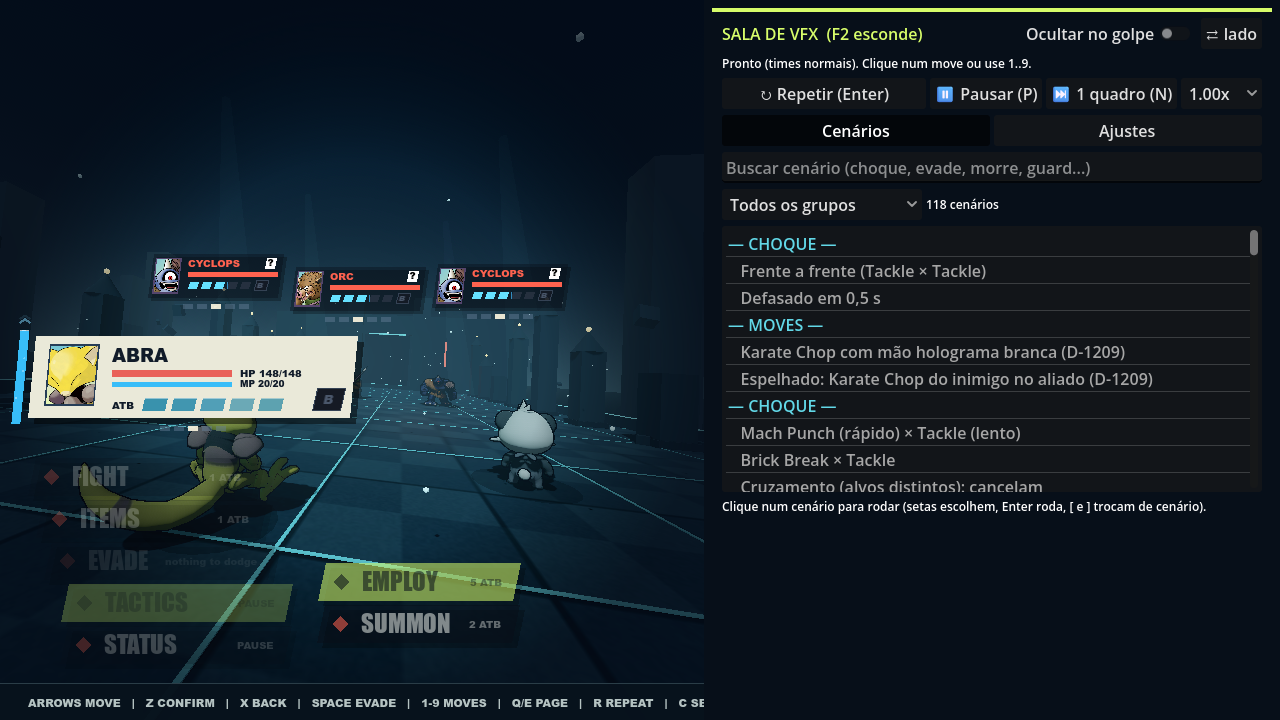 SALA DE VFX (F2 esconde)
Ocultar no golpe
⇄ lado
Pronto (times normais). Clique num move ou use 1..9.
↻ Repetir (Enter)
⏸ Pausar (P)
⏭ 1 quadro (N)
1.00x
Cenários
Ajustes
Buscar cenário (choque, evade, morre, guard...)
Todos os grupos
118 cenários
— CHOQUE —
Frente a frente (Tackle × Tackle)
Defasado em 0,5 s
— MOVES —
Karate Chop com mão holograma branca (D-1209)
Espelhado: Karate Chop do inimigo no aliado (D-1209)
— CHOQUE —
Mach Punch (rápido) × Tackle (lento)
Brick Break × Tackle
Cruzamento (alvos distintos): cancelam
Clique num cenário para rodar (setas escolhem, Enter roda, [ e ] trocam de cenário).
CYCLOPS ?
B
ORC ?
B
CYCLOPS ?
B
ABRA
HP 148/148
MP 20/20
ATB
B
FIGHT 1 ATB
ITEMS 1 ATB
EVADE nothing to dodge
TACTICS PAUSE
STATUS PAUSE
EMPLOY 5 ATB
SUMMON 2 ATB
ARROWS MOVE | Z CONFIRM | X BACK | SPACE EVADE | 1-9 MOVES | Q/E PAGE | R REPEAT | C SE